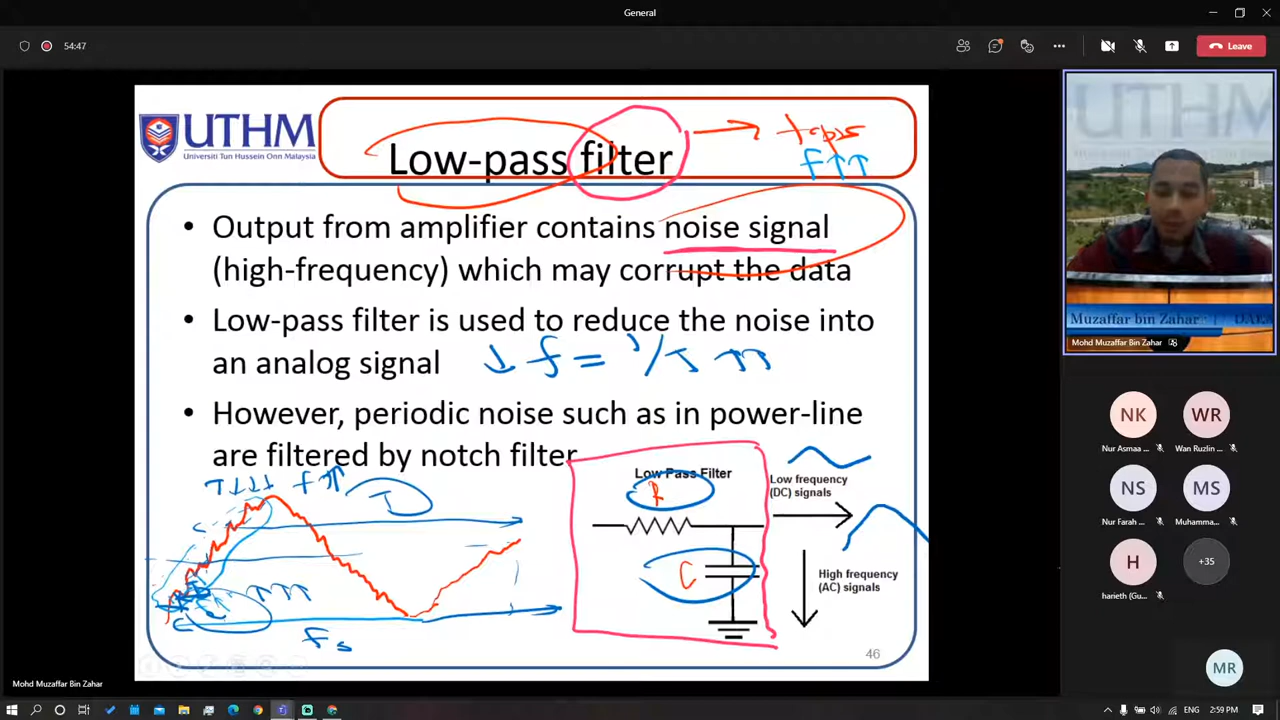 General
54:47
Leave
UTHM
Universiti Tun Hussein Onn Malaysia
Low-pass filter
F↑↑
• Output from amplifier contains noise signal
(high-frequency) which may corrupt the data
• Low-pass filter is used to reduce the noise into
an analog signal
↓ f = 1/T ↑↑
• However, periodic noise such as in power-line
are filtered by notch filter
T↓↓↓ f↑↑
T
Low Pass Filter
R
C
Low frequency
(DC) signals
High frequency
(AC) signals
fs
46
Muzaffar bin Zahar
Mohd Muzaffar Bin Zahar
NK
Nur Asmaa ...
WR
Wan Ruzlin ...
NS
Nur Farah ...
MS
Muhamma...
H
harieth (Gu...
+35
MR
Mohd Muzaffar Bin Zahar
2:59 PM